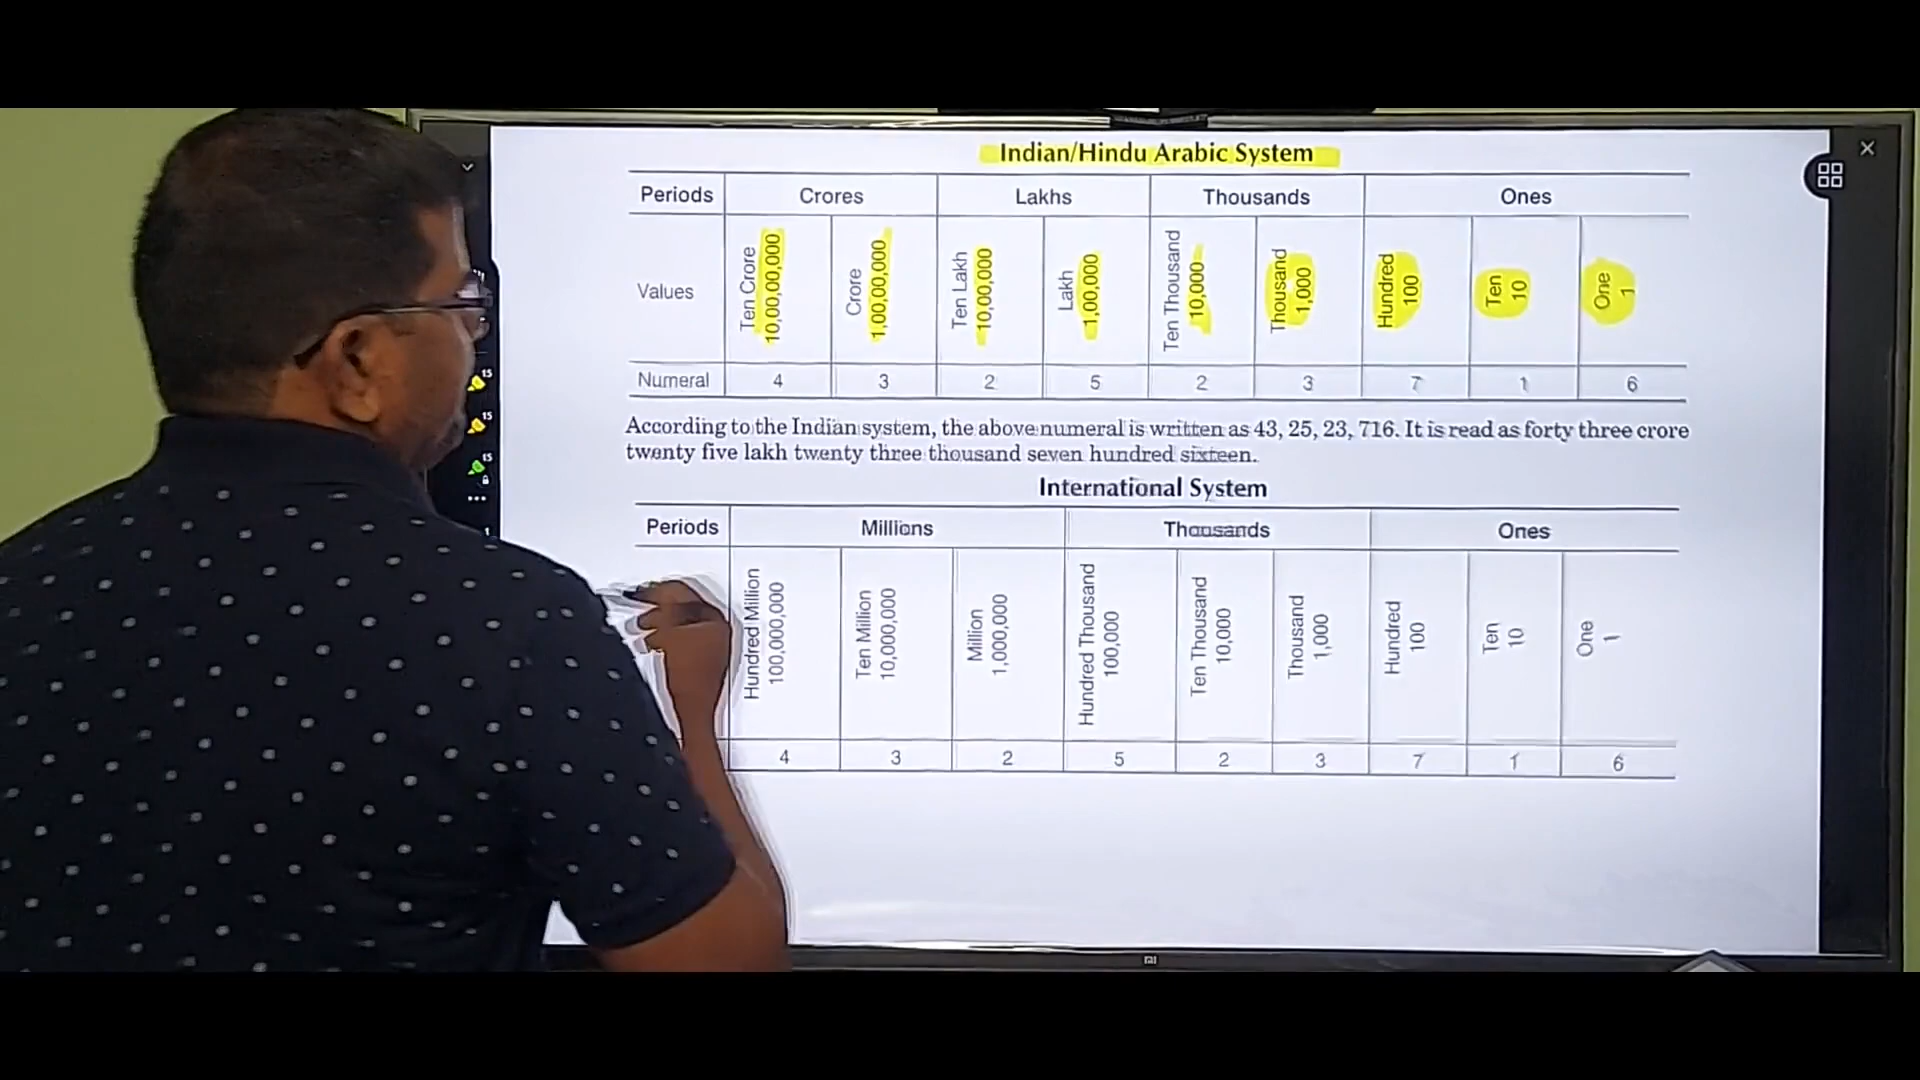 Indian/Hindu Arabic System
Periods Crores Lakhs Thousands Ones
Values Ten Crore 10,00,00,000 Crore 1,00,00,000 Ten Lakh 10,00,000 Lakh 1,00,000 Ten Thousand 10,000 Thousand 1,000 Hundred 100 Ten 10 One 1
Numeral 4 3 2 5 2 3 7 1 6
According to the Indian system, the above numeral is written as 43, 25, 23, 716. It is read as forty three crore
twenty five lakh twenty three thousand seven hundred sixteen.
International System
Periods Millions Thousands Ones
Hundred Million 100,000,000 Ten Million 10,000,000 Million 1,000,000 Hundred Thousand 100,000 Ten Thousand 10,000 Thousand 1,000 Hundred 100 Ten 10 One 1
4 3 2 5 2 3 7 1 6
15
15
15
1
mi